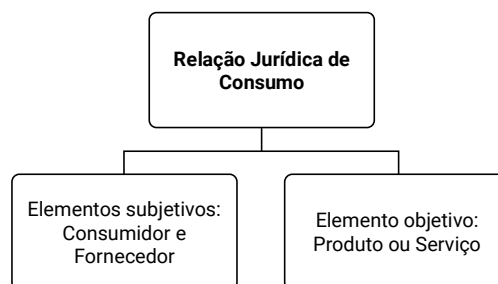 Relação Jurídica de
Consumo
Elementos subjetivos:
Consumidor e
Fornecedor
Elemento objetivo:
Produto ou Serviço